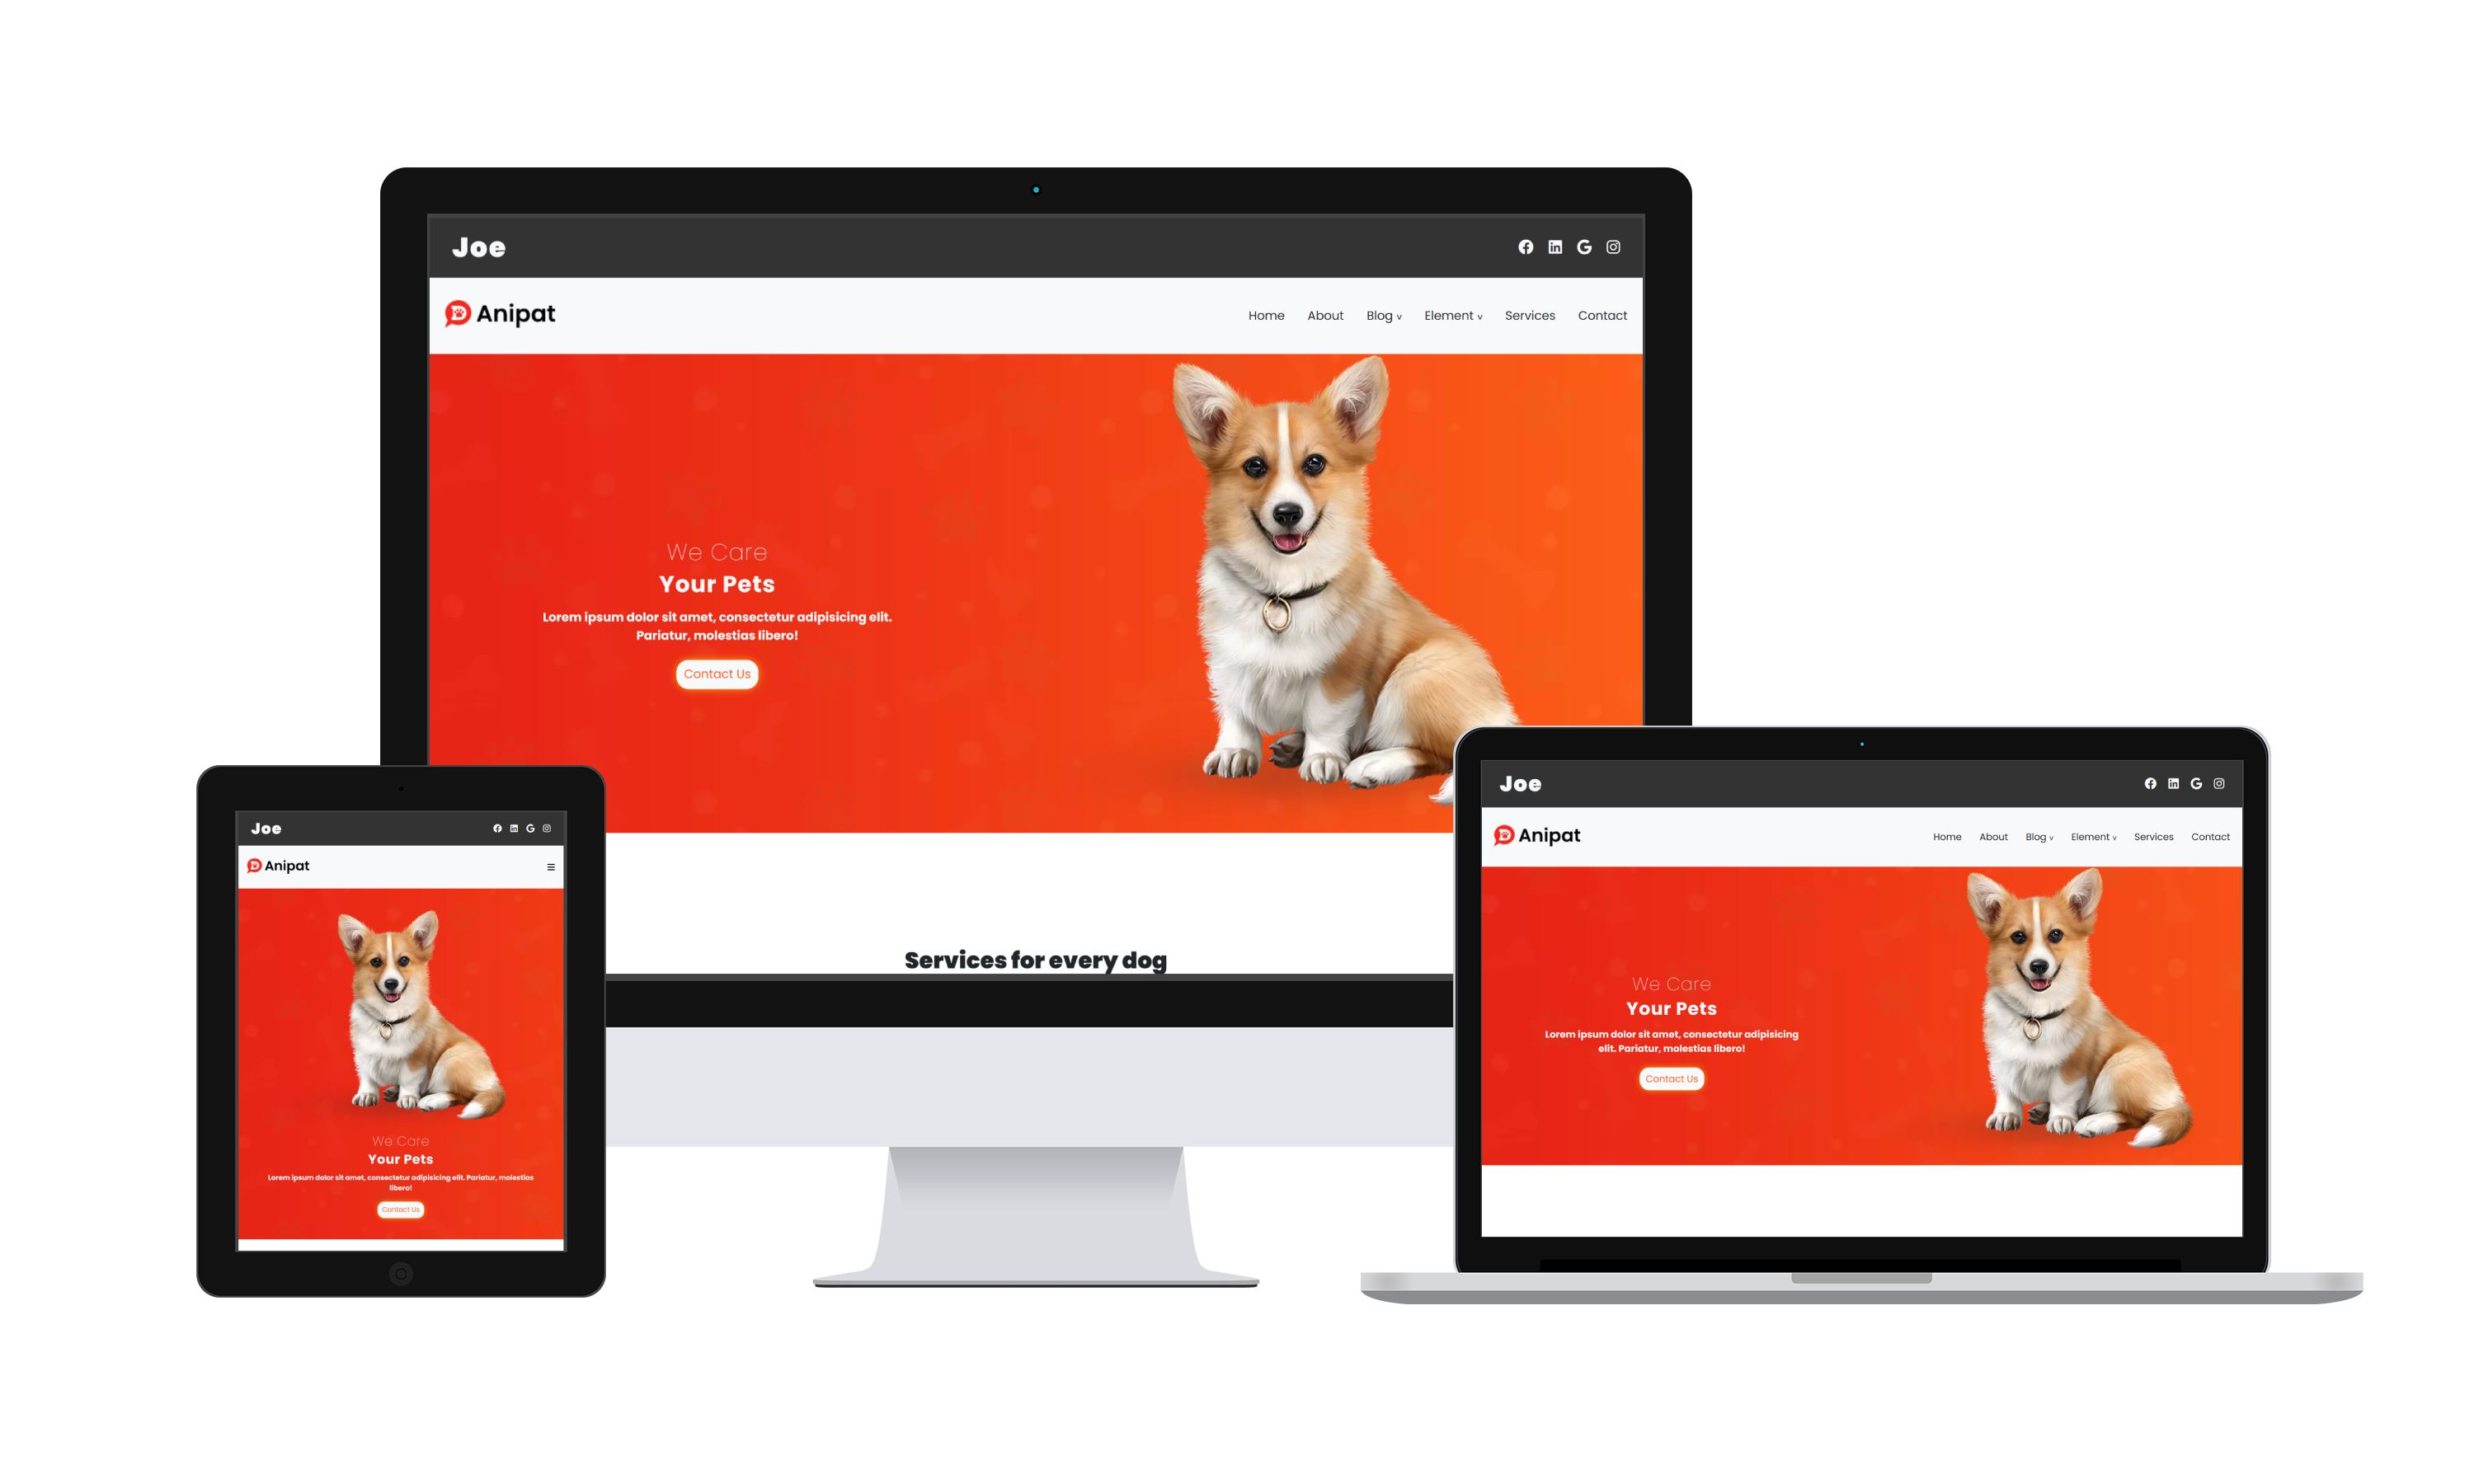 Joe
Anipat
Home About Blog v Element v Services Contact
We Care
Your Pets
Lorem ipsum dolor sit amet, consectetur adipisicing elit.
Pariatur, molestias libero!
Contact Us
Services for every dog
Joe
Anipat
We Care
Your Pets
Lorem ipsum dolor sit amet, consectetur adipisicing elit. Pariatur, molestias
libero!
Contact Us
Joe
Anipat
Home About Blog v Element v Services Contact
We Care
Your Pets
Lorem ipsum dolor sit amet, consectetur adipisicing
elit. Pariatur, molestias libero!
Contact Us